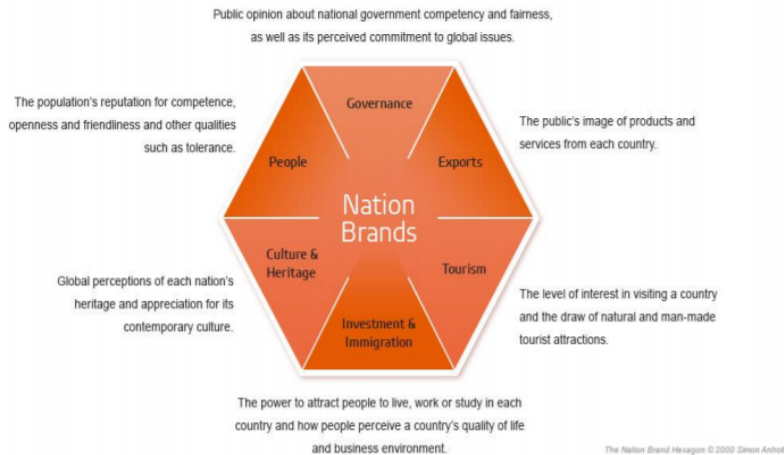 Public opinion about national government competency and fairness,
as well as its perceived commitment to global issues.
Governance
The population's reputation for competence,
openness and friendliness and other qualities
such as tolerance.
People
Exports
The public's image of products and
services from each country.
Nation
Brands
Culture &
Heritage
Tourism
Global perceptions of each nation's
heritage and appreciation for its
contemporary culture.
The level of interest in visiting a country
and the draw of natural and man-made
tourist attractions.
Investment &
Immigration
The power to attract people to live, work or study in each
country and how people perceive a country's quality of life
and business environment.
The Nation Brand Hexagon © 2000 Simon Anhol